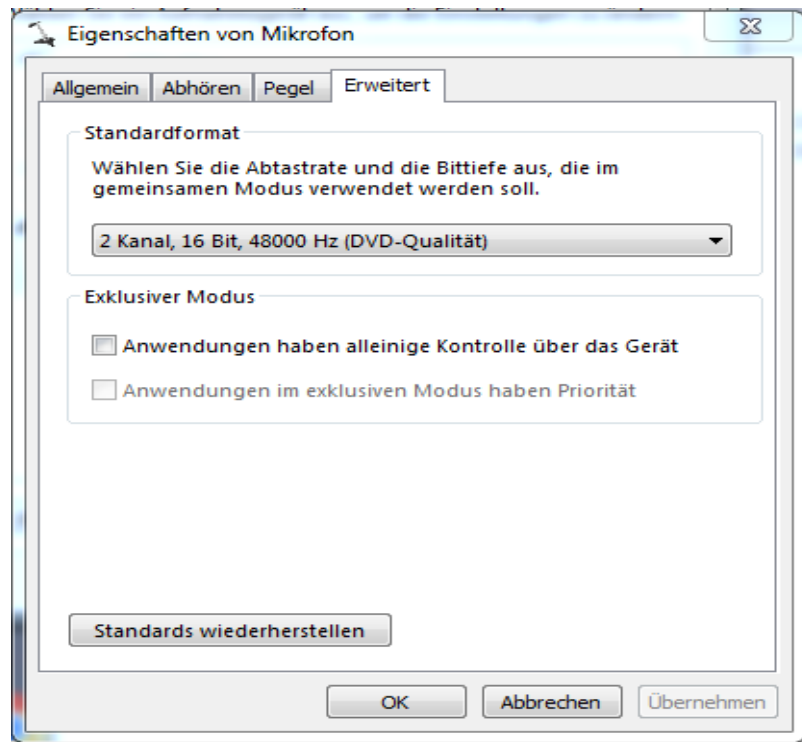 Eigenschaften von Mikrofon
Allgemein Abhören Pegel Erweitert
Standardformat
Wählen Sie die Abtastrate und die Bittiefe aus, die im
gemeinsamen Modus verwendet werden soll.
2 Kanal, 16 Bit, 48000 Hz (DVD-Qualität)
Exklusiver Modus
Anwendungen haben alleinige Kontrolle über das Gerät
Anwendungen im exklusiven Modus haben Priorität
Standards wiederherstellen
OK Abbrechen Übernehmen